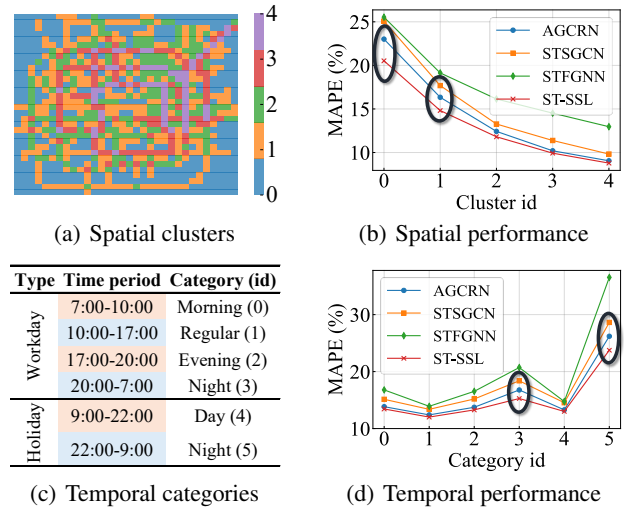 4
3
2
1
0
(a) Spatial clusters
MAPE (%)
25
20
15
10
AGCRN
STSGCN
STFGNN
ST-SSL
0 1 2 3 4
Cluster id
(b) Spatial performance
Type Time period Category (id)
Workday
7:00-10:00 Morning (0)
10:00-17:00 Regular (1)
17:00-20:00 Evening (2)
20:00-7:00 Night (3)
Holiday
9:00-22:00 Day (4)
22:00-9:00 Night (5)
(c) Temporal categories
MAPE (%)
30
20
10
AGCRN
STSGCN
STFGNN
ST-SSL
0 1 2 3 4 5
Category id
(d) Temporal performance